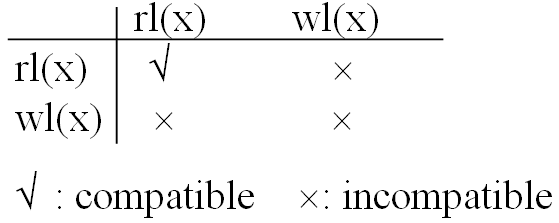 rl(x) wl(x)
rl(x) √ ×
wl(x) × ×
√ : compatible ×: incompatible